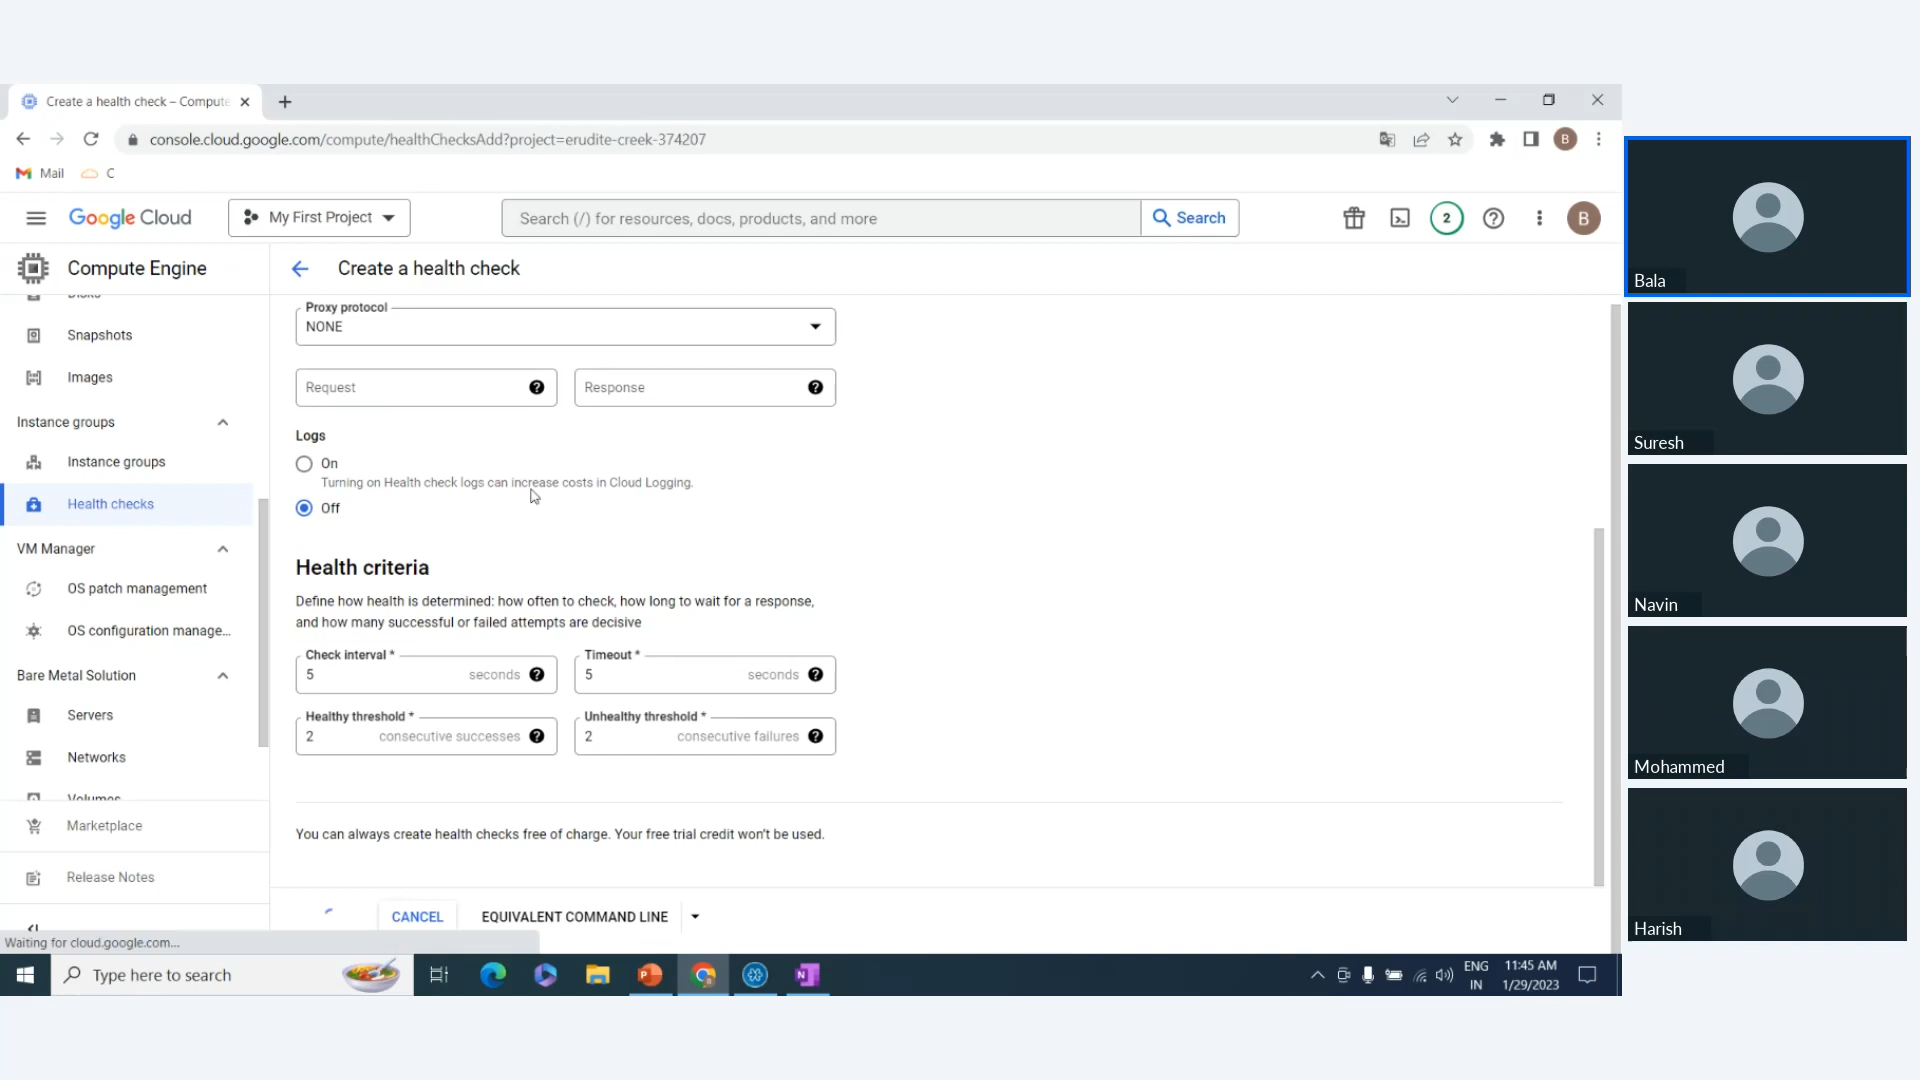 Create a health check – Compute
console.cloud.google.com/compute/healthChecksAdd?project=erudite-creek-374207
B
Mail
C
Google Cloud
My First Project
Search (/) for resources, docs, products, and more
Search
2
B
Compute Engine
Create a health check
Disks
Snapshots
Images
Instance groups
Instance groups
Health checks
VM Manager
OS patch management
OS configuration manage...
Bare Metal Solution
Servers
Networks
Volumes
Marketplace
Release Notes
Proxy protocol
NONE
Request
Response
Logs
On
Turning on Health check logs can increase costs in Cloud Logging.
Off
Health criteria
Define how health is determined: how often to check, how long to wait for a response,
and how many successful or failed attempts are decisive
Check interval *
5 seconds
Timeout *
5 seconds
Healthy threshold *
2 consecutive successes
Unhealthy threshold *
2 consecutive failures
You can always create health checks free of charge. Your free trial credit won't be used.
CANCEL
EQUIVALENT COMMAND LINE
Waiting for cloud.google.com...
Type here to search
ENG
IN
11:45 AM
1/29/2023
Bala
Suresh
Navin
Mohammed
Harish